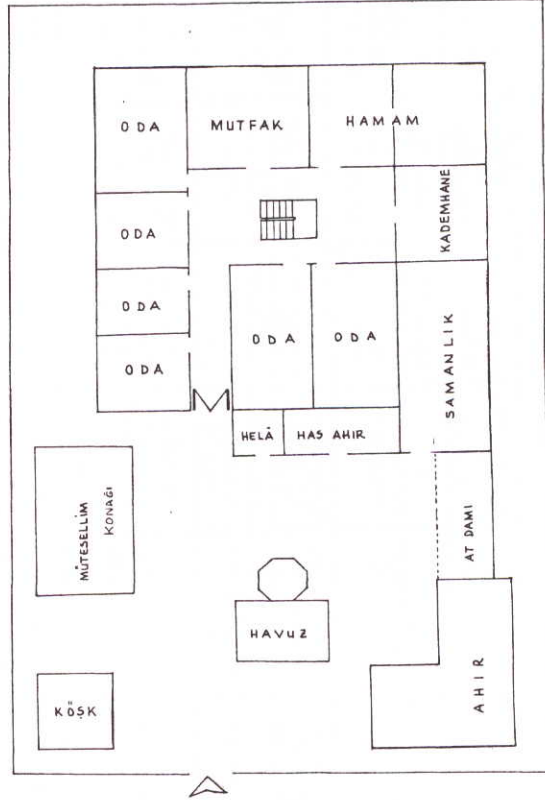 ODA
MUTFAK
HAMAM
ODA
KADEMHANE
ODA
ODA
ODA
ODA
SAMANLIK
HELÂ
HAS AHIR
MÜTESELLİM
KONAĞI
AT DAMI
HAVUZ
KÖŞK
AHIR